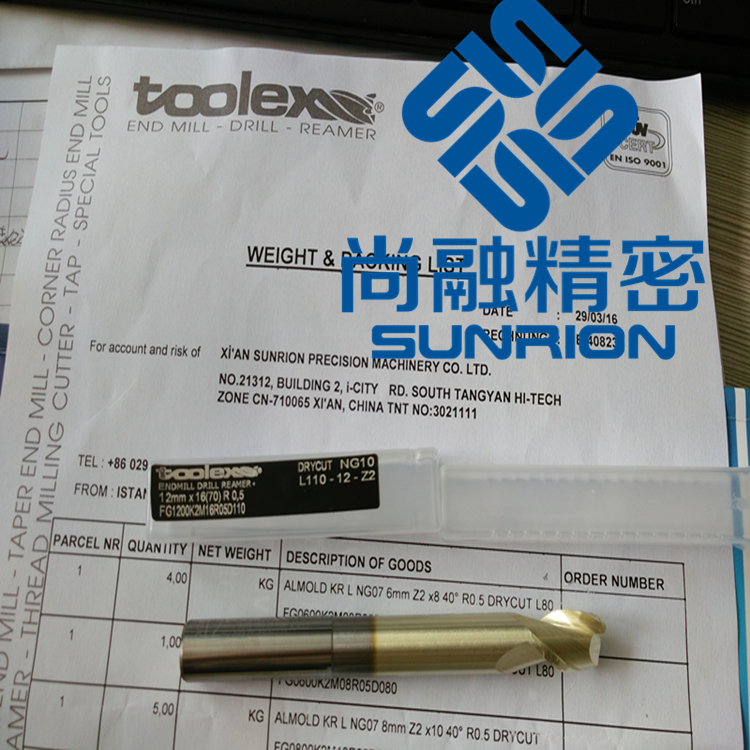 toolex®
END MILL - DRILL - REAMER
CERT
EN ISO 9001
尚融精密
SUNRION
WEIGHT & PACKING LIST
DATE : 29/03/16
RECHNUNG
40823
For account and risk of
Xİ'AN SUNRION PRECISION MACHINERY CO. LTD.
NO.21312, BUILDING 2, i-CITY RD. SOUTH TANGYAN HI-TECH
ZONE CN-710065 XI'AN, CHINA TNT NO:3021111
TEL : +86 029
FROM : ISTAN
toolex
ENDMILL DRILL REAMER
12mm x 16(70) R 0,5
FG1200K2M16R05D110
DRYCUT NG10
L110 - 12 - Z2
PARCEL NR QUANTITY NET WEIGHT DESCRIPTION OF GOODS ORDER NUMBER
1 4,00 KG ALMOLD KR L NG07 6mm Z2 x8 40° R0.5 DRYCUT L80
1 1,00
CUT L80
FG0600K2M08R05D080
1 5,00 KG ALMOLD KR L NG07 8mm Z2 x10 40° R0.5 DRYCUT
END MILL - TAPER END MILL - CORNER RADIUS END MILL
REAMER - THREAD MILLING CUTTER - TAP - SPECIAL TOOLS